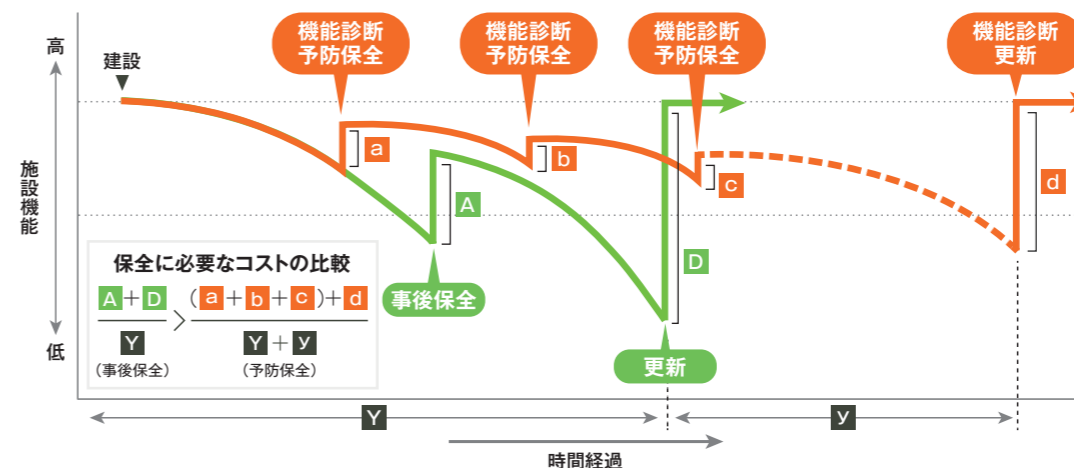 高
施設機能
低
建設
機能診断
予防保全
機能診断
予防保全
機能診断
予防保全
機能診断
更新
a
b
c
d
A
D
事後保全
更新
保全に必要なコストの比較
A+D
Y
(事後保全)
>
(a+b+c)+d
Y+y
(予防保全)
Y
y
時間経過